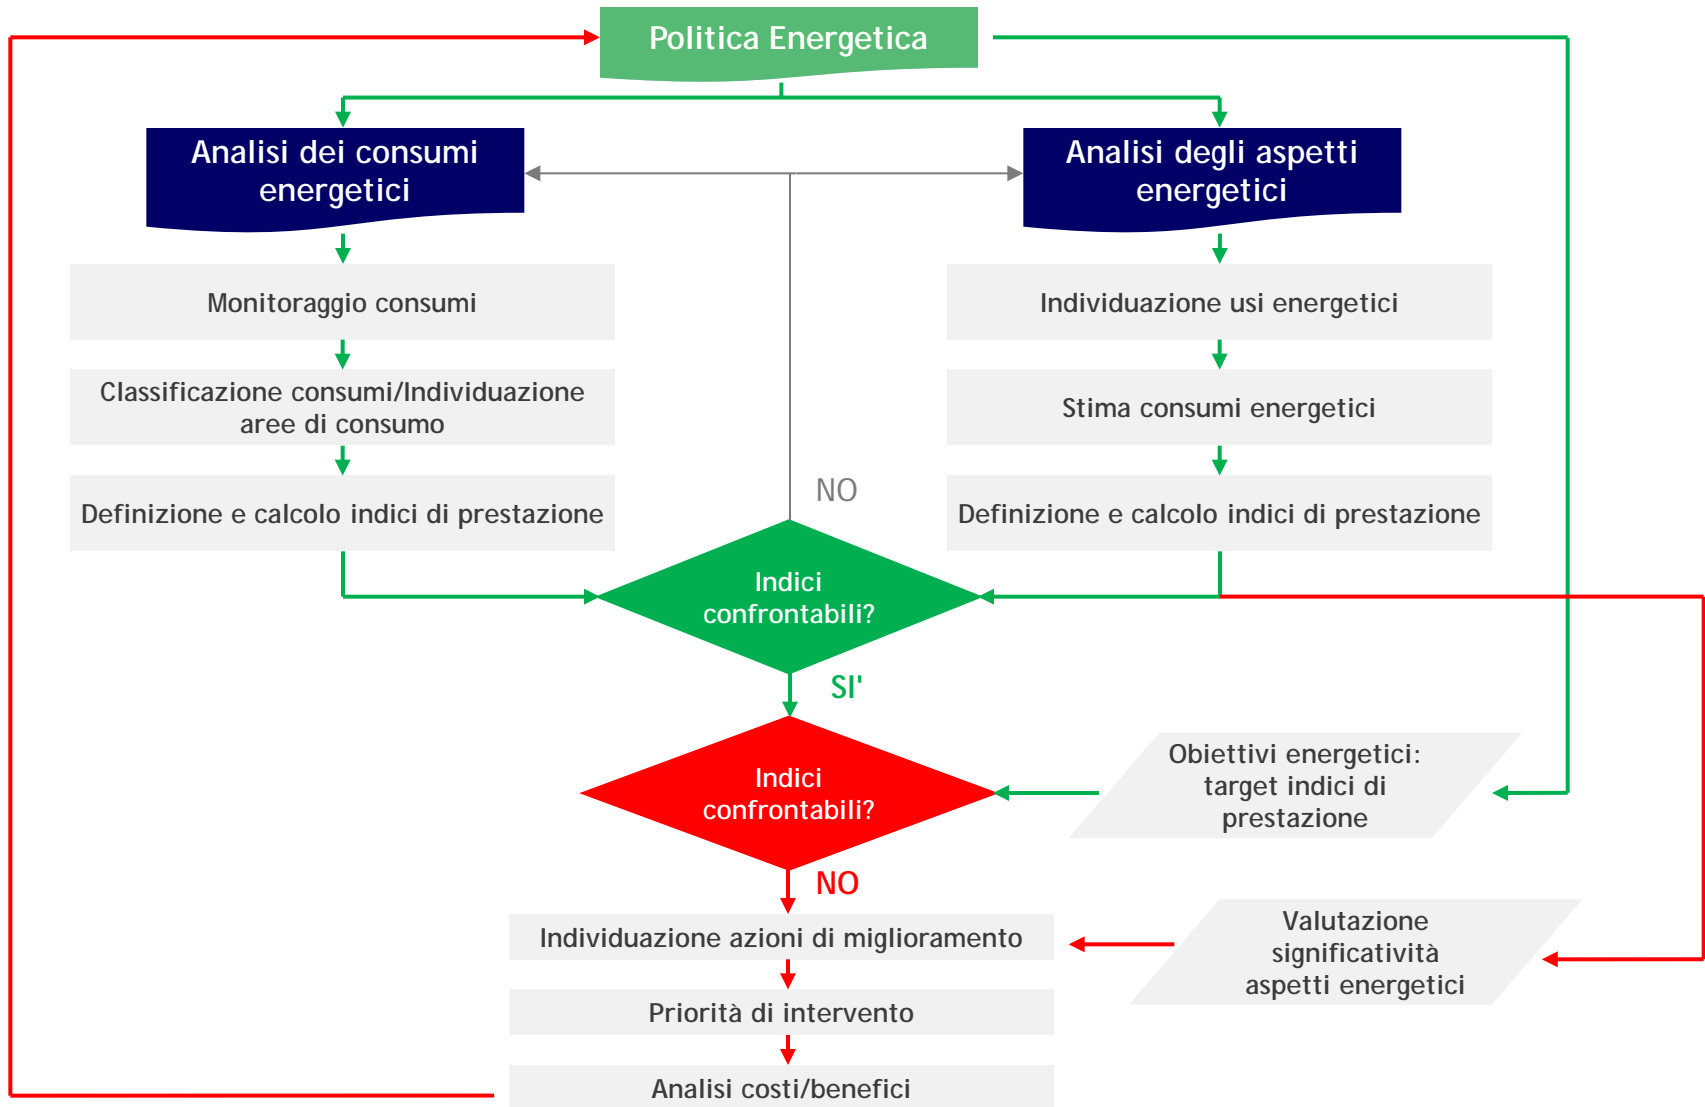 Politica Energetica
Analisi dei consumi
energetici
Analisi degli aspetti
energetici
Monitoraggio consumi
Individuazione usi energetici
Classificazione consumi/Individuazione
aree di consumo
Stima consumi energetici
Definizione e calcolo indici di prestazione
NO
Definizione e calcolo indici di prestazione
Indici
confrontabili?
SI'
Indici
confrontabili?
Obiettivi energetici:
target indici di
prestazione
NO
Individuazione azioni di miglioramento
Valutazione
significatività
aspetti energetici
Priorità di intervento
Analisi costi/benefici